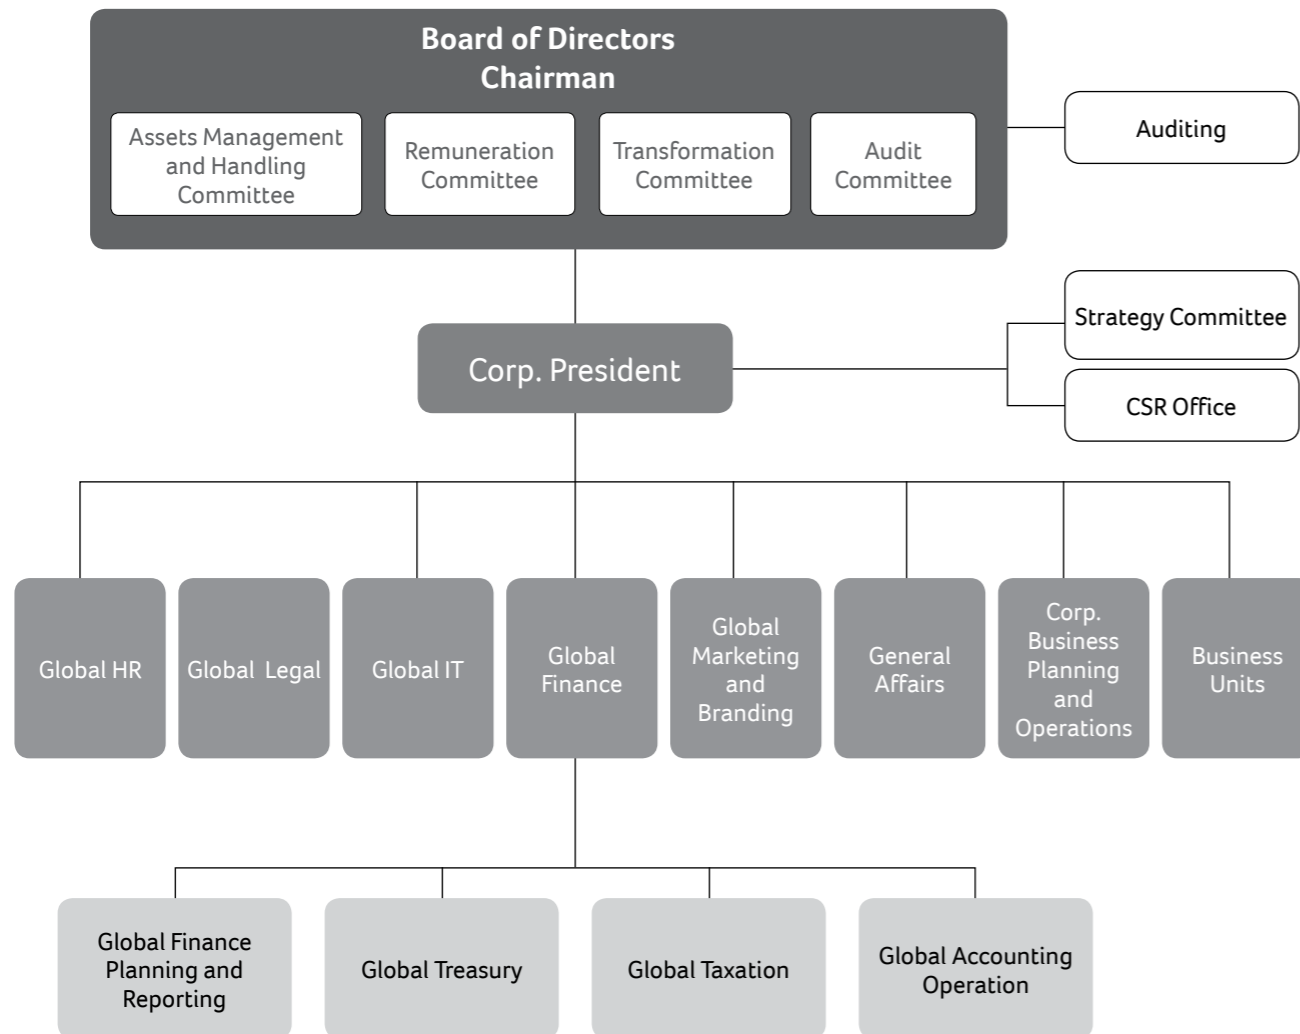 Board of Directors
Chairman
Assets Management
and Handling
Committee
Remuneration
Committee
Transformation
Committee
Audit
Committee
Auditing
Strategy Committee
Corp. President
CSR Office
Global HR
Global Legal
Global IT
Global
Finance
Global
Marketing
and
Branding
General
Affairs
Corp.
Business
Planning
and
Operations
Business
Units
Global Finance
Planning and
Reporting
Global Treasury
Global Taxation
Global Accounting
Operation